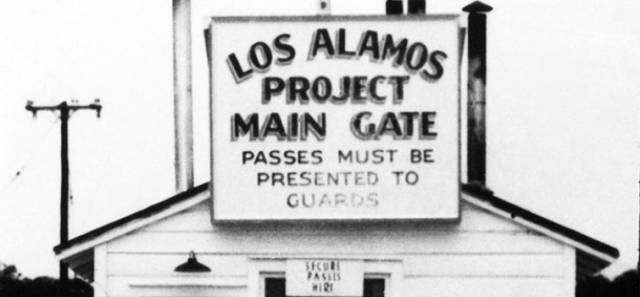 LOS ALAMOS
PROJECT
MAIN GATE
PASSES MUST BE
PRESENTED TO
GUARDS
SECURE
PASSES